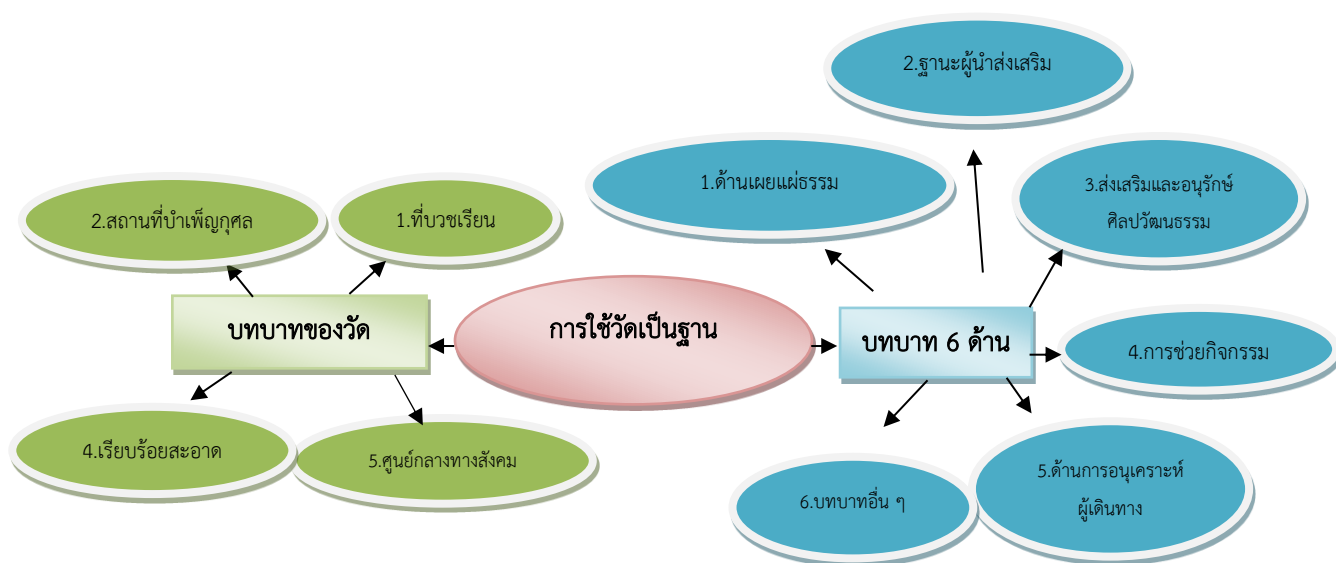 2.ฐานะผู้นำส่งเสริม
1.ด้านเผยแผ่ธรรม
3.ส่งเสริมและอนุรักษ์
ศิลปวัฒนธรรม
2.สถานที่บำเพ็ญกุศล
1.ที่บวชเรียน
บทบาทของวัด
การใช้วัดเป็นฐาน
บทบาท 6 ด้าน
4.การช่วยกิจกรรม
4.เรียบร้อยสะอาด
5.ศูนย์กลางทางสังคม
6.บทบาทอื่น ๆ
5.ด้านการอนุเคราะห์
ผู้เดินทาง